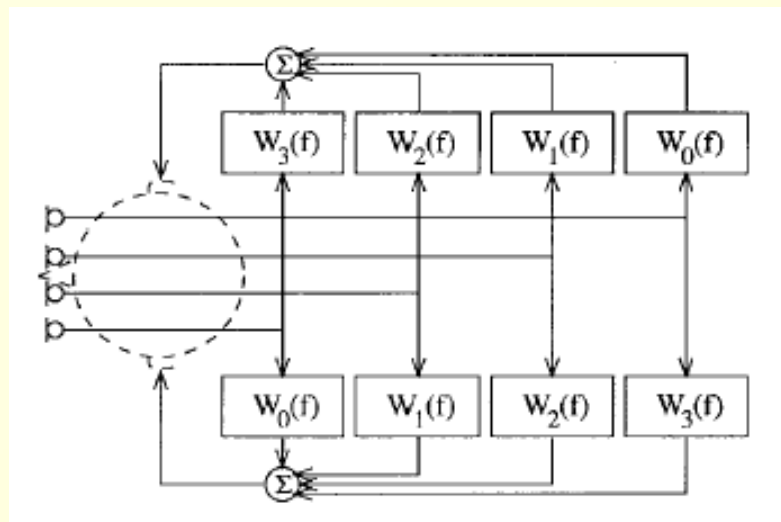 Σ
W₃(f) W₂(f) W₁(f) W₀(f)
W₀(f) W₁(f) W₂(f) W₃(f)
Σ